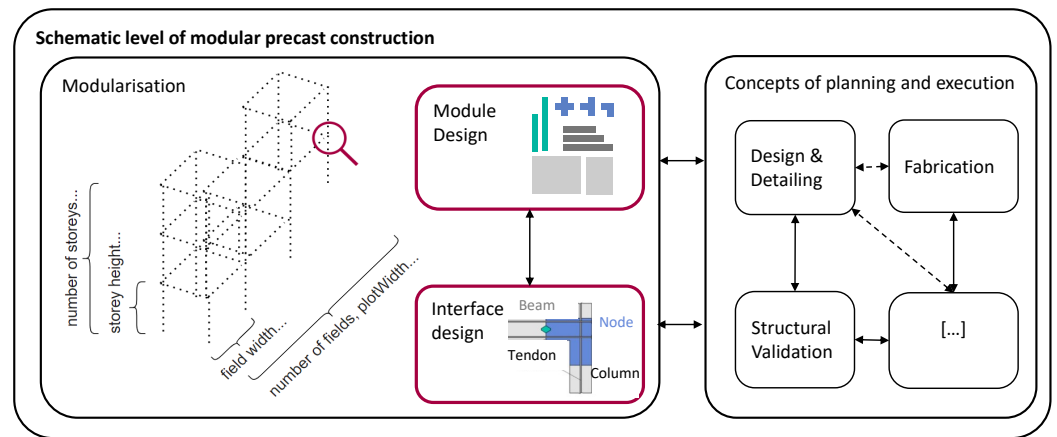 Schematic level of modular precast construction
Modularisation
number of storeys...
storey height...
field width...
number of fields, plotWidth...
Module
Design
Interface
design
Beam
Node
Tendon
Column
Concepts of planning and execution
Design &
Detailing
Fabrication
Structural
Validation
[...]